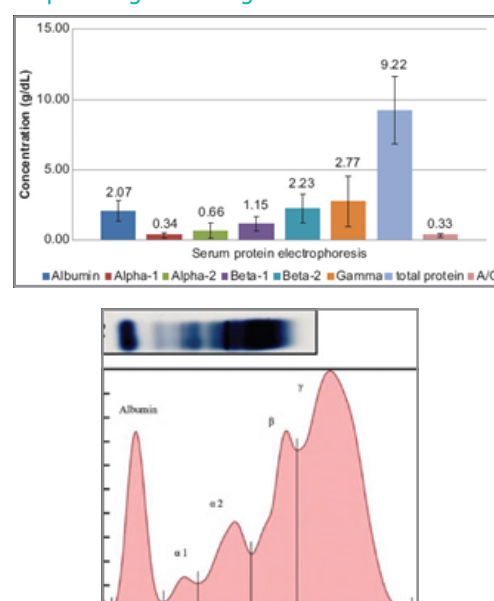 15.00
9.22
10.00
Concentration (g/dL)
5.00
2.07
0.34
0.66
1.15
2.23
2.77
0.33
0.00
Serum protein electrophoresis
Albumin Alpha-1 Alpha-2 Beta-1 Beta-2 Gamma total protein A/G
Albumin
α 1
α 2
β
γ